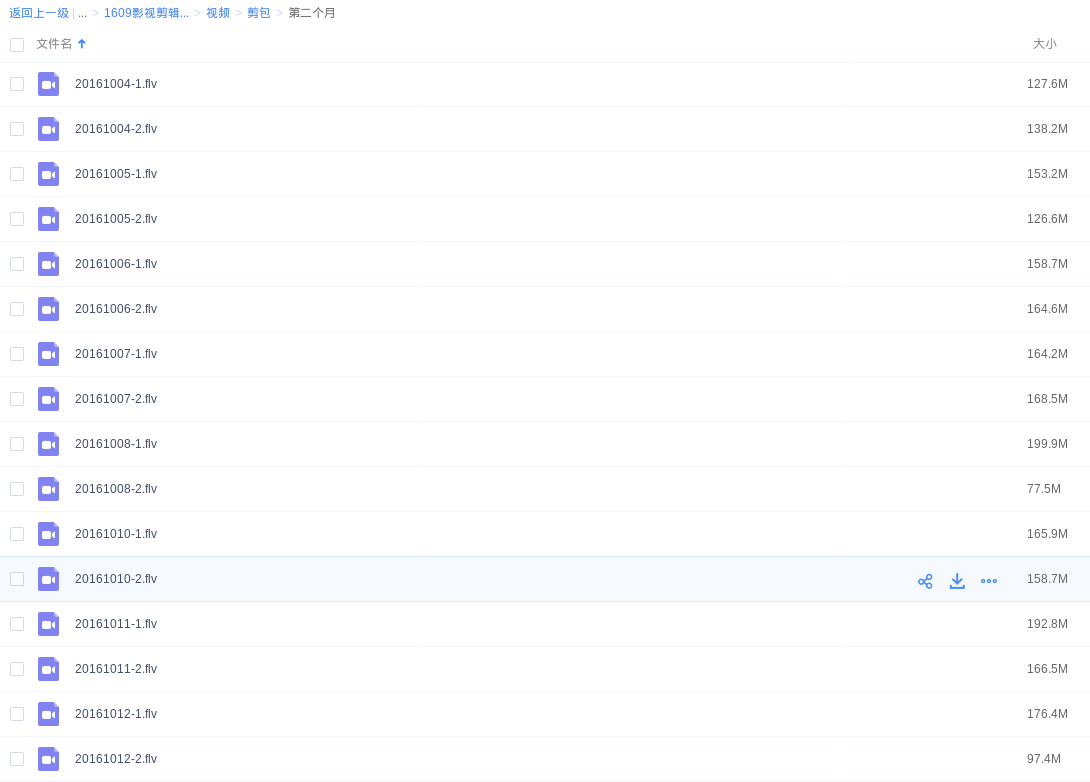 返回上一级 | ... > 1609影视剪辑... > 视频 > 剪包 > 第二个月
文件名 大小
20161004-1.flv 127.6M
20161004-2.flv 138.2M
20161005-1.flv 153.2M
20161005-2.flv 126.6M
20161006-1.flv 158.7M
20161006-2.flv 164.6M
20161007-1.flv 164.2M
20161007-2.flv 168.5M
20161008-1.flv 199.9M
20161008-2.flv 77.5M
20161010-1.flv 165.9M
20161010-2.flv 158.7M
20161011-1.flv 192.8M
20161011-2.flv 166.5M
20161012-1.flv 176.4M
20161012-2.flv 97.4M